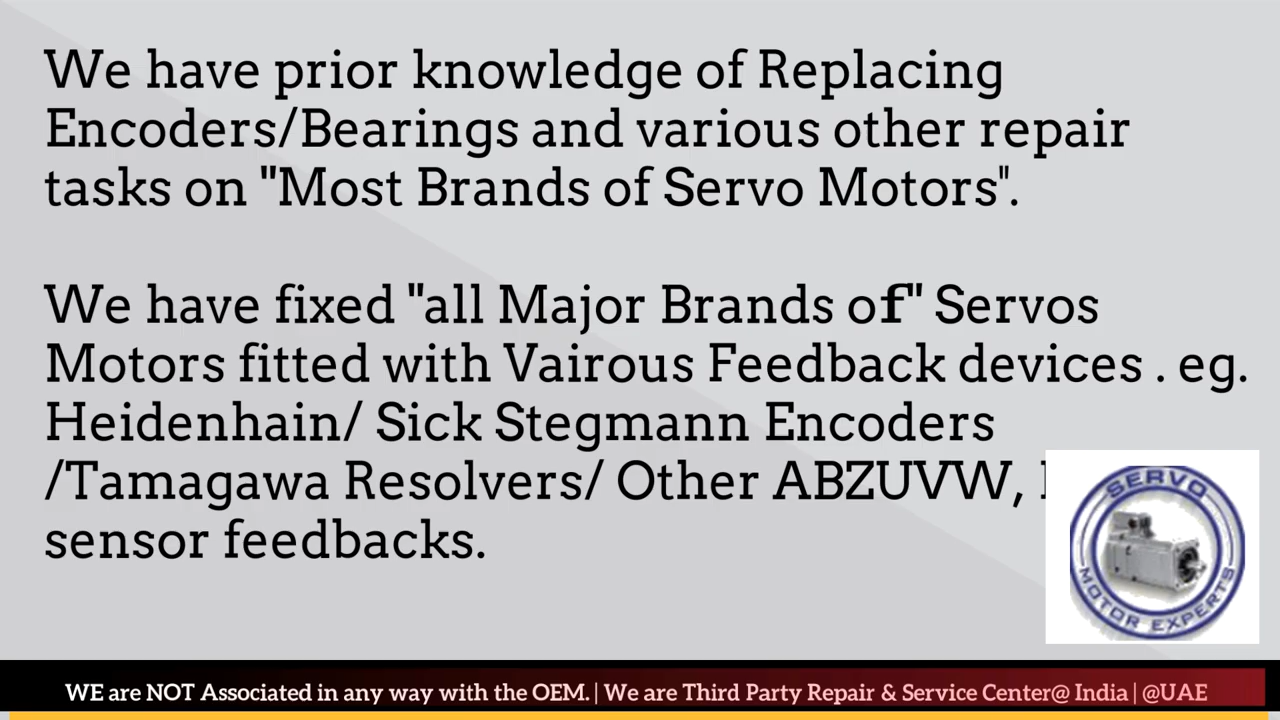 We have prior knowledge of Replacing
Encoders/Bearings and various other repair
tasks on "Most Brands of Servo Motors".
We have fixed "all Major Brands of" Servos
Motors fitted with Vairous Feedback devices . eg.
Heidenhain/ Sick Stegmann Encoders
/Tamagawa Resolvers/ Other ABZUVW,
sensor feedbacks.
SERVO
MOTOR EXPERTS
WE are NOT Associated in any way with the OEM. | We are Third Party Repair & Service Center@ India | @UAE